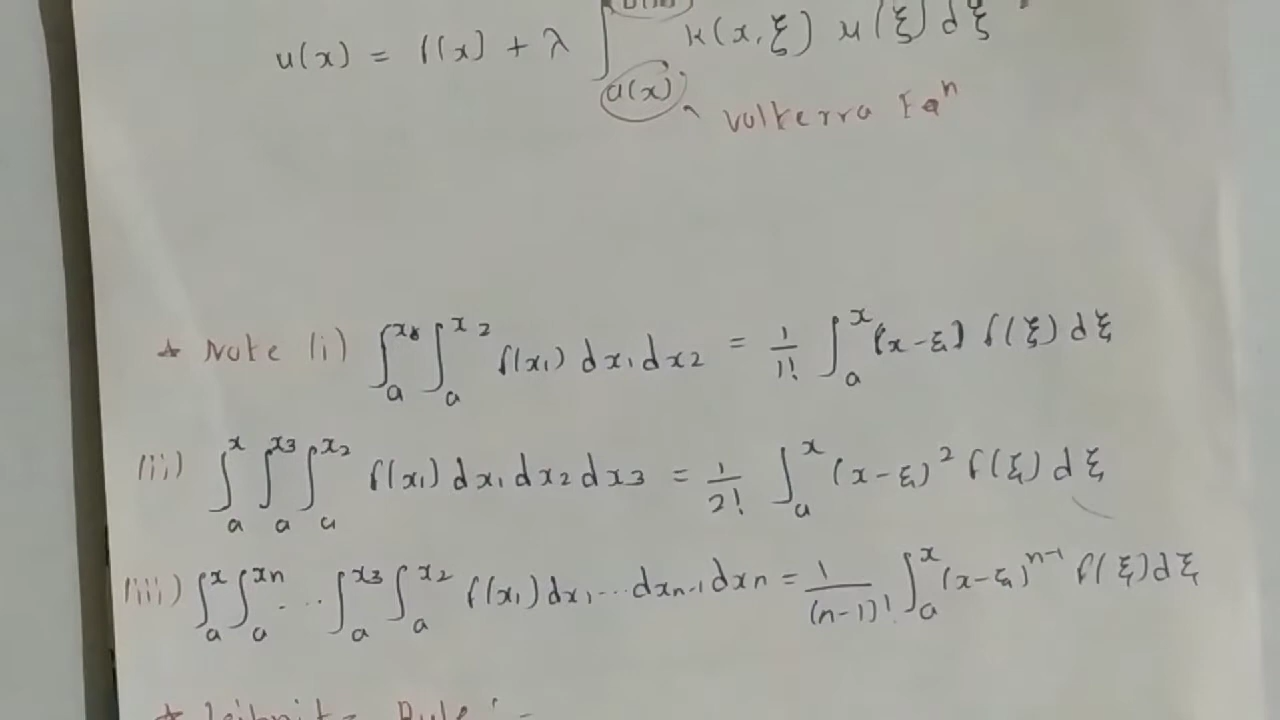 u(x) = f(x) + λ ∫_{a(x)} k(x,ξ) u(ξ) dξ
Volterra Eqⁿ
* Note (i) ∫_a^x ∫_a^{x2} f(x1) dx1 dx2 = 1/1! ∫_a^x (x-ξ) f(ξ) dξ
(ii) ∫_a^x ∫_a^{x3} ∫_a^{x2} f(x1) dx1 dx2 dx3 = 1/2! ∫_a^x (x-ξ)² f(ξ) dξ
(iii) ∫_a^x ∫_a^{xn} ... ∫_a^{x3} ∫_a^{x2} f(x1) dx1 ... dxn-1 dxn = 1/(n-1)! ∫_a^x (x-ξ)^{n-1} f(ξ) dξ